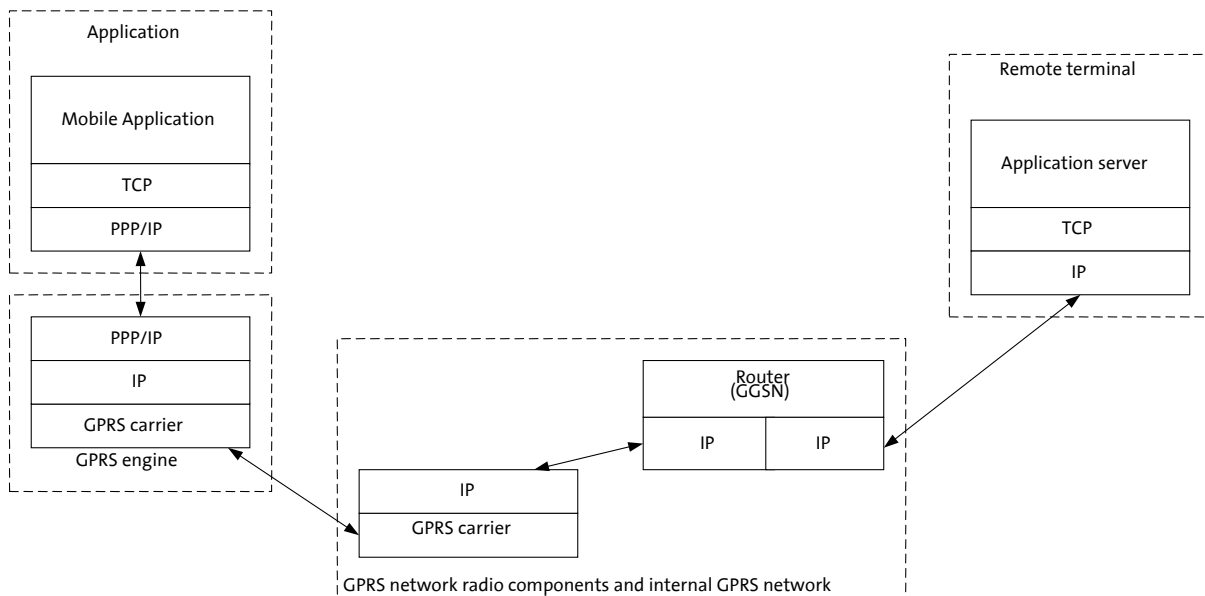 Application
Mobile Application
TCP
PPP/IP
PPP/IP
IP
GPRS carrier
GPRS engine
IP
GPRS carrier
Router
(GGSN)
IP
IP
GPRS network radio components and internal GPRS network
Remote terminal
Application server
TCP
IP